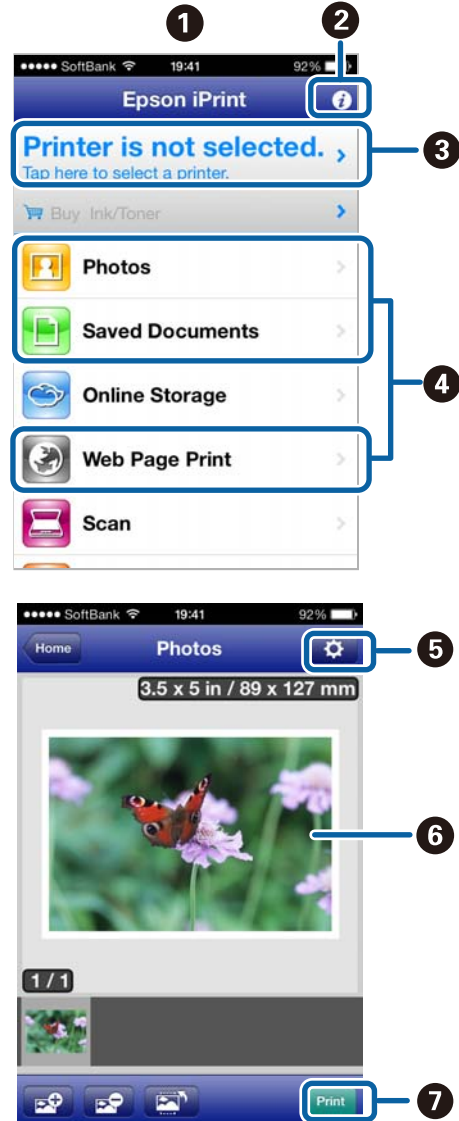 1
2
SoftBank 19:41 92%
Epson iPrint i
Printer is not selected.
3
Tap here to select a printer.
Buy Ink/Toner
Photos
Saved Documents
4
Online Storage
Web Page Print
Scan
SoftBank 19:41 92%
Home Photos
5
3.5 x 5 in / 89 x 127 mm
6
1/1
Print
7